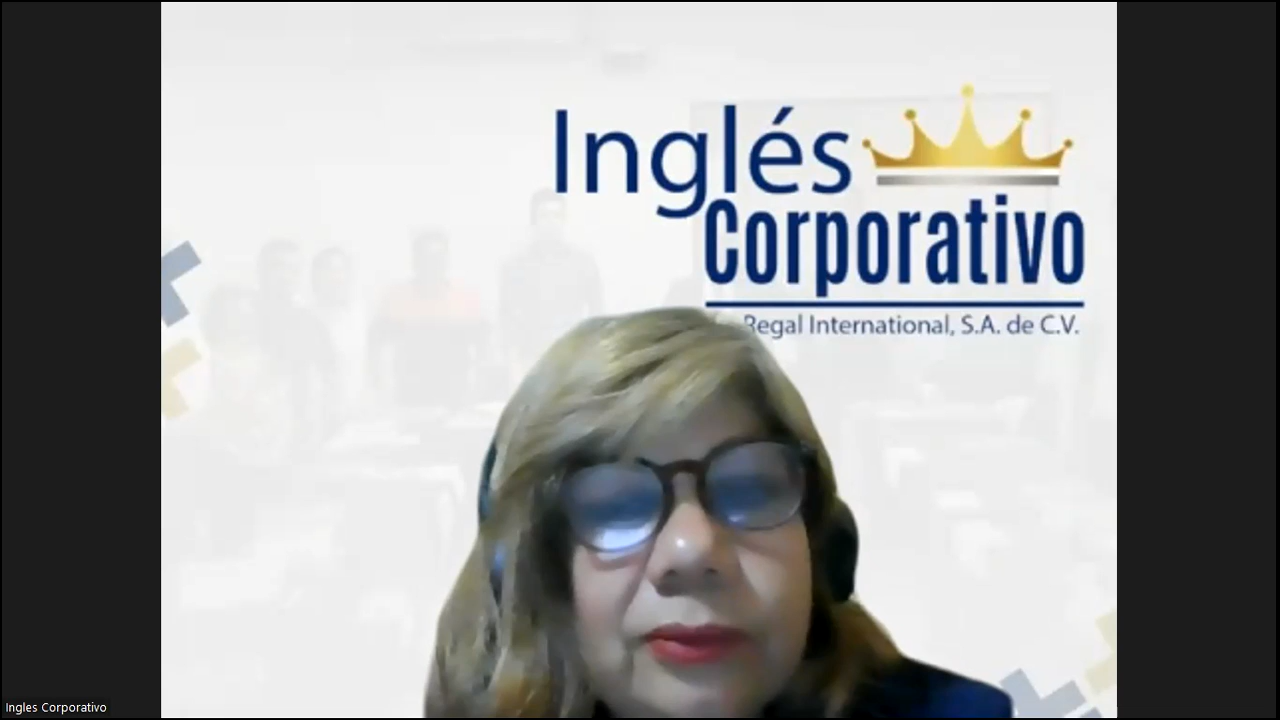 Inglés
Corporativo
Regal International, S.A. de C.V.
Ingles Corporativo